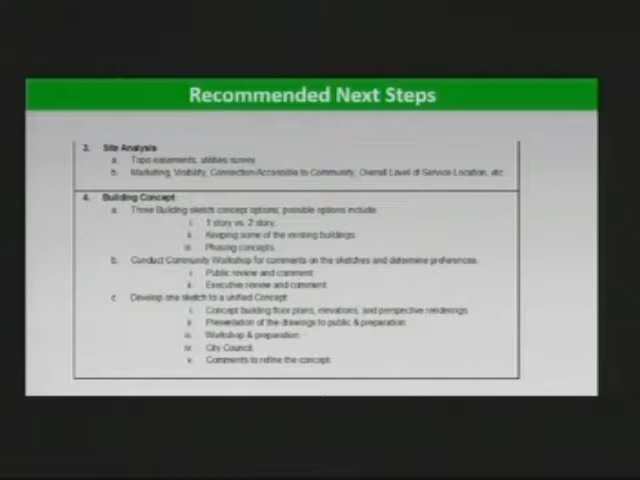 Recommended Next Steps
3. Site Analysis
a. Topo easements, utilities survey
b. Marketing, Visibility, Connection/Accessible to Community, Overall Level of Service Location, etc.
4. Building Concept
a. Three Building sketch concept options; possible options include:
i. 1 story vs. 2 story.
ii. Keeping some of the existing buildings.
iii. Phasing concepts.
b. Conduct Community Workshop for comments on the sketches and determine preferences.
i. Public review and comment.
ii. Executive review and comment.
c. Develop one sketch to a unified Concept
i. Concept building floor plans, elevations, and perspective renderings.
ii. Presentation of the drawings to public & preparation.
iii. Workshop & preparation.
iv. City Council.
v. Comments to refine the concept.